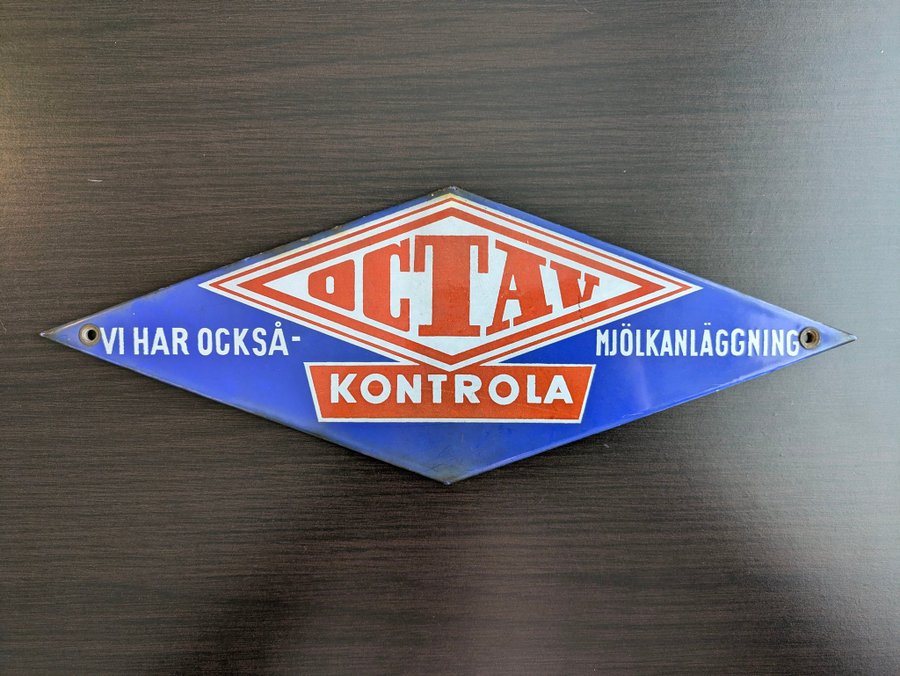 OCTAV
VI HAR OCKSÅ- MJÖLKANLÄGGNING
KONTROLA